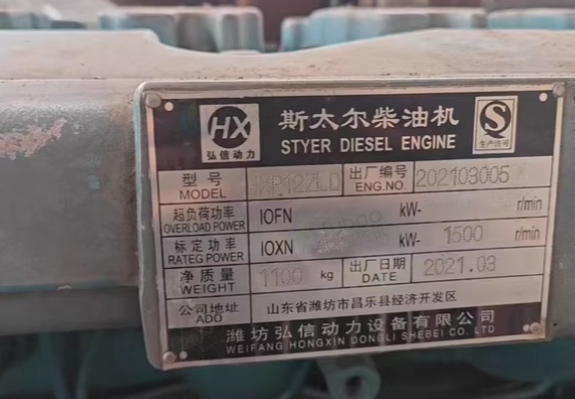 HX
弘信动力
斯太尔柴油机
STYER DIESEL ENGINE
S
生产许可
型号
MODEL
出厂编号
ENG.NO.
202103005
超负荷功率
OVERLOAD POWER
IOFN
kW-
r/min
标定功率
RATEG POWER
IOXN
kW-
1500
r/min
净质量
WEIGHT
1100 kg
出厂日期
DATE
2021.03
公司地址
ADD
山东省潍坊市昌乐县经济开发区
潍坊弘信动力设备有限公司
WEIFANG HONGXIN DONGLI SHEBEI CO. LTD